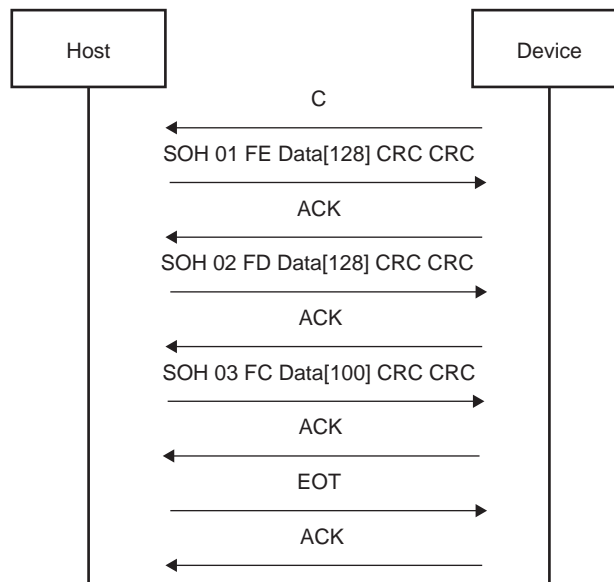 Host
Device
C
SOH 01 FE Data[128] CRC CRC
ACK
SOH 02 FD Data[128] CRC CRC
ACK
SOH 03 FC Data[100] CRC CRC
ACK
EOT
ACK